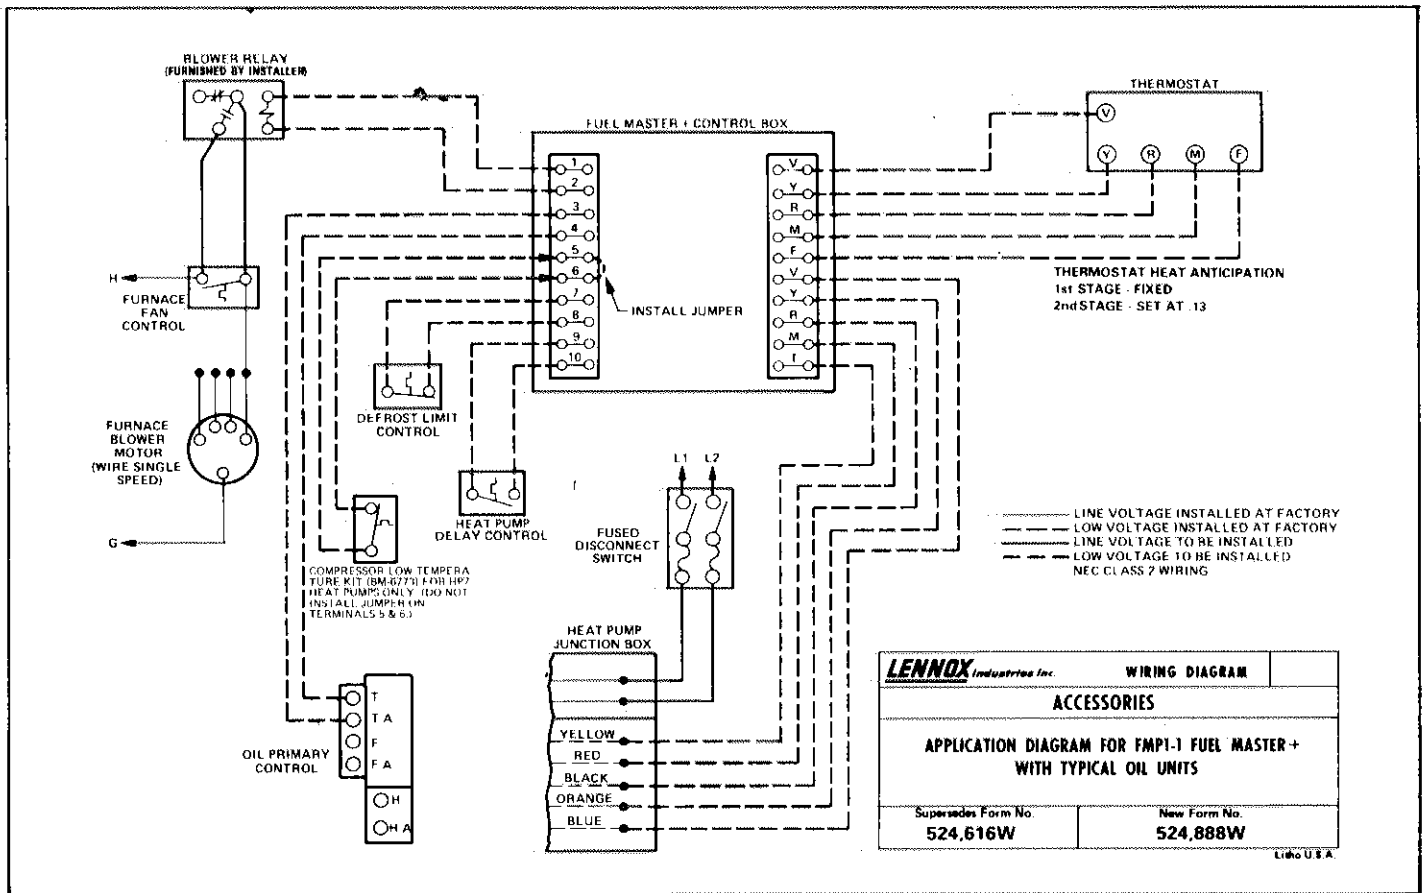 BLOWER RELAY
(FURNISHED BY INSTALLER)
THERMOSTAT
V
Y R M F
FUEL MASTER + CONTROL BOX
1
2
3
4
5
6
7
8
9
10
V
Y
R
M
F
V
Y
R
M
INSTALL JUMPER
THERMOSTAT HEAT ANTICIPATION
1st STAGE - FIXED
2nd STAGE - SET AT .13
H
FURNACE
FAN
CONTROL
DEFROST LIMIT
CONTROL
FURNACE
BLOWER
MOTOR
(WIRE SINGLE
SPEED)
G
HEAT PUMP
DELAY CONTROL
L1 L2
FUSED
DISCONNECT
SWITCH
LINE VOLTAGE INSTALLED AT FACTORY
LOW VOLTAGE INSTALLED AT FACTORY
LINE VOLTAGE TO BE INSTALLED
LOW VOLTAGE TO BE INSTALLED
NEC CLASS 2 WIRING
COMPRESSOR LOW TEMPERA
TURE KIT (BM-6773) FOR HP7
HEAT PUMPS ONLY (DO NOT
INSTALL JUMPER ON
TERMINALS 5 & 6.)
HEAT PUMP
JUNCTION BOX
YELLOW
RED
BLACK
ORANGE
BLUE
OIL PRIMARY
CONTROL
T
TA
F
FA
H
HA
LENNOX Industries Inc. WIRING DIAGRAM
ACCESSORIES
APPLICATION DIAGRAM FOR FMP1-1 FUEL MASTER+
WITH TYPICAL OIL UNITS
Supersedes Form No. New Form No.
524,616W 524,888W
Litho U.S.A.